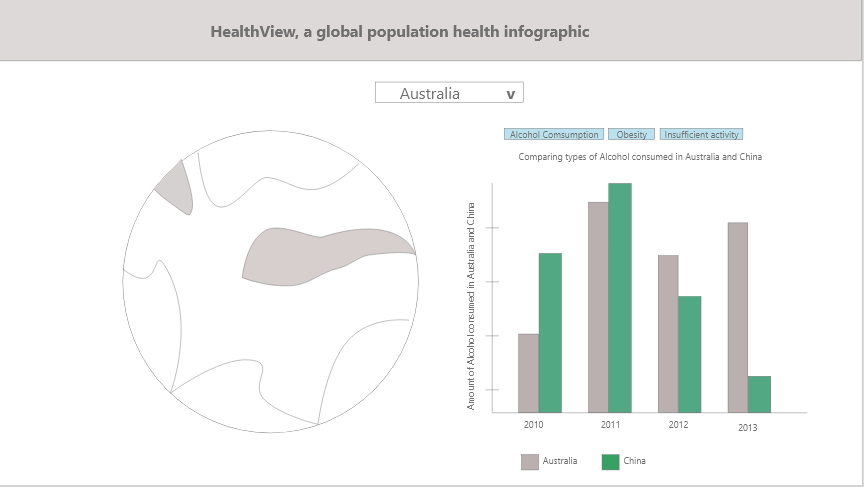 HealthView, a global population health infographic
Australia v
Alcohol Comsumption Obesity Insufficient activity
Comparing types of Alcohol consumed in Australia and China
Amount of Alcohol consumed in Australia and China
2010 2011 2012 2013
Australia China